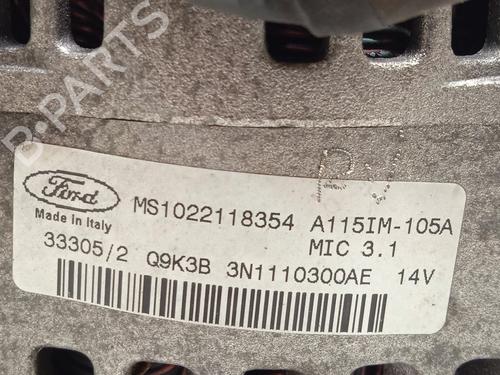 B-PARTS
Ford
Made in Italy
MS1022118354 A115IM-105A
MIC 3.1
33305/2 Q9K3B 3N1110300AE 14V